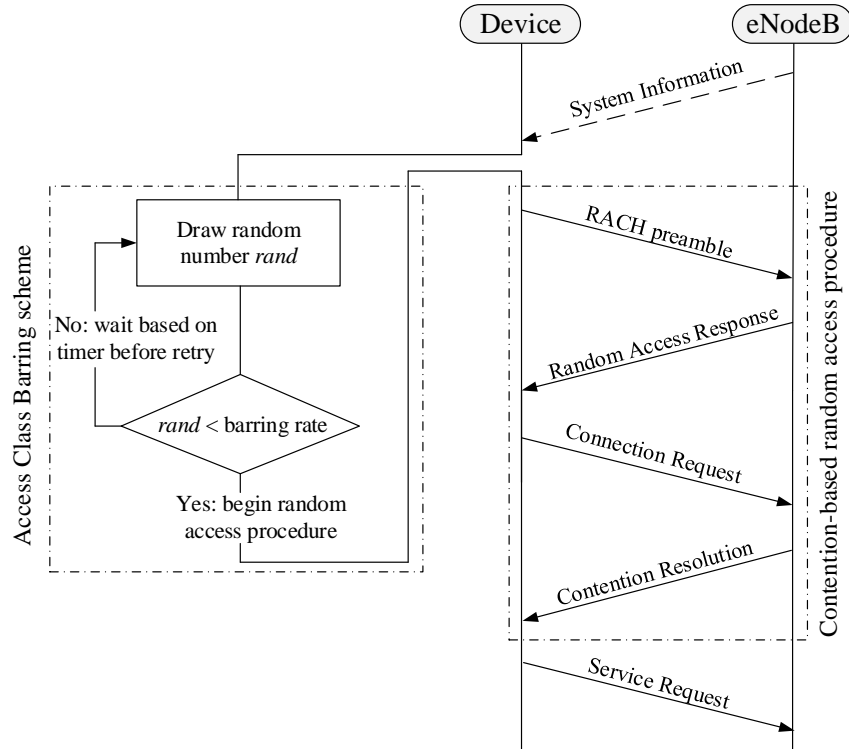 Device
eNodeB
System Information
Access Class Barring scheme
Draw random
number rand
No: wait based on
timer before retry
rand < barring rate
Yes: begin random
access procedure
Contention-based random access procedure
RACH preamble
Random Access Response
Connection Request
Contention Resolution
Service Request